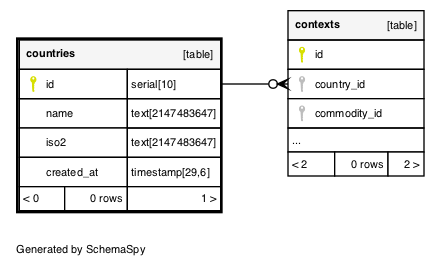 countries [table]
id serial[10]
name text[2147483647]
iso2 text[2147483647]
created_at timestamp[29,6]
< 0 0 rows 1 >
contexts [table]
id
country_id
commodity_id
...
< 2 0 rows 2 >
Generated by SchemaSpy